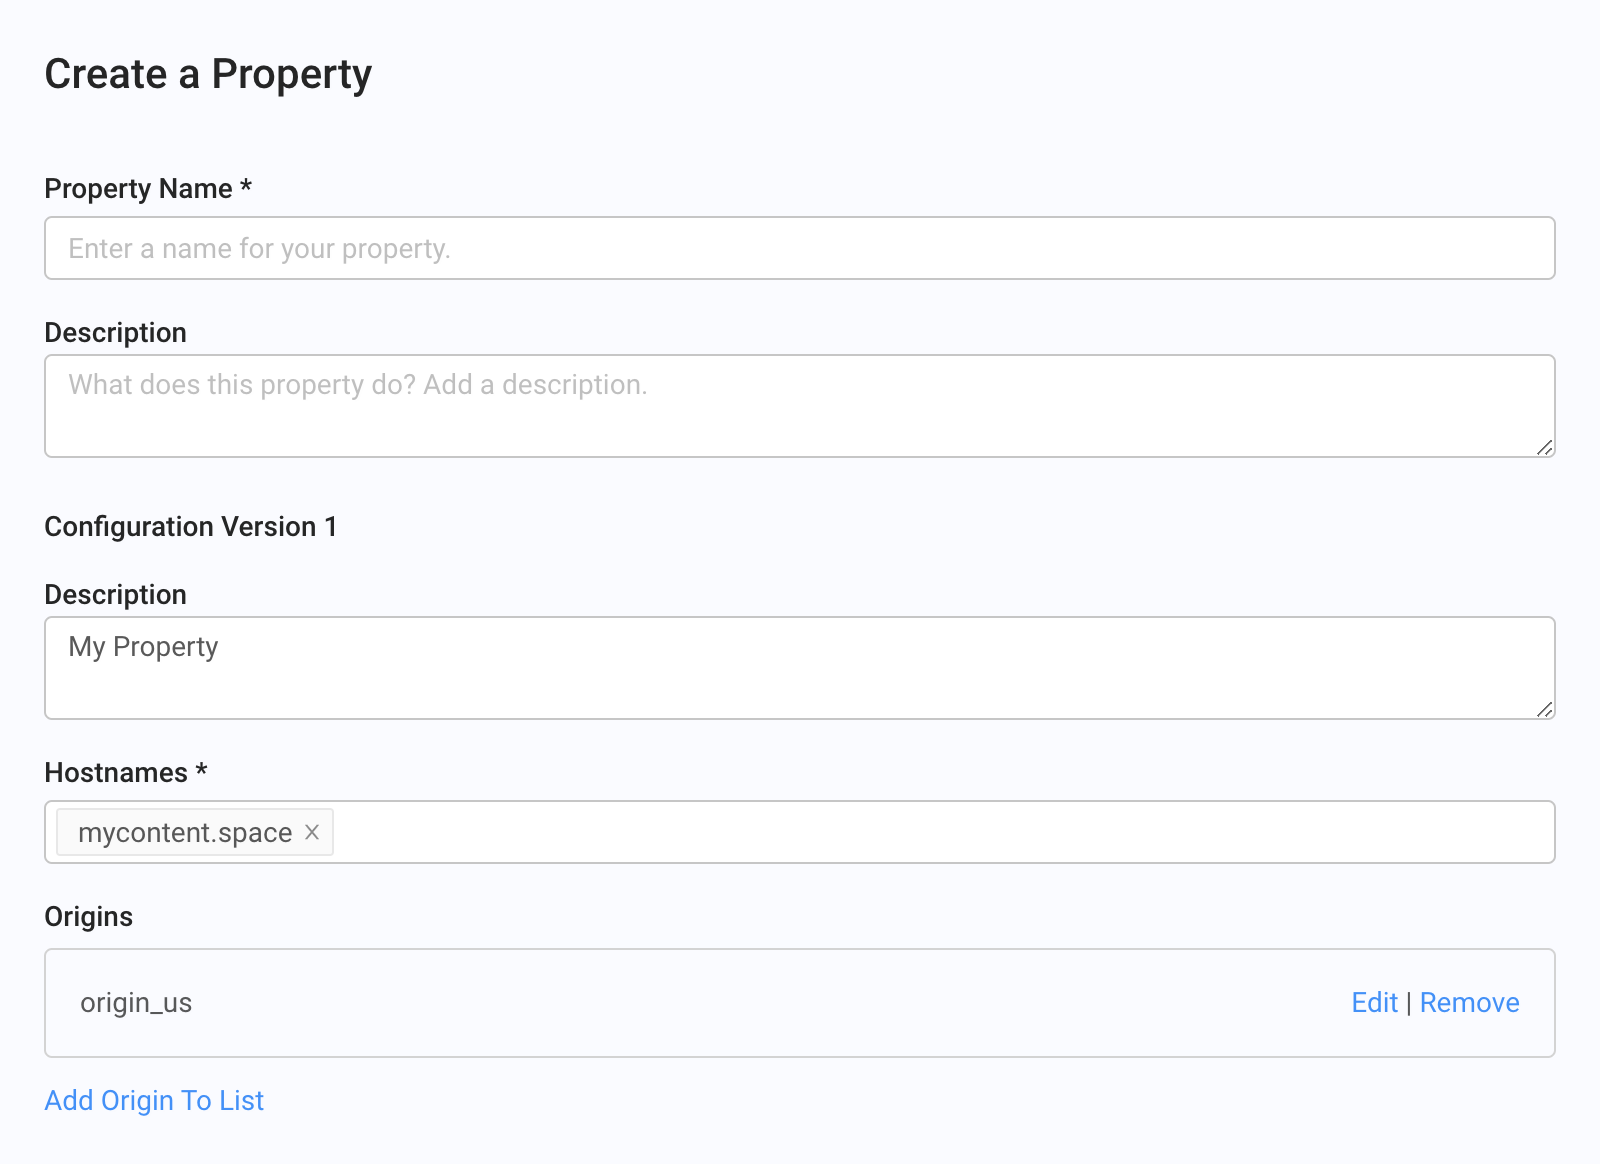 Create a Property
Property Name *
Enter a name for your property.
Description
What does this property do? Add a description.
Configuration Version 1
Description
My Property
Hostnames *
mycontent.space
Origins
origin_us Edit | Remove
Add Origin To List